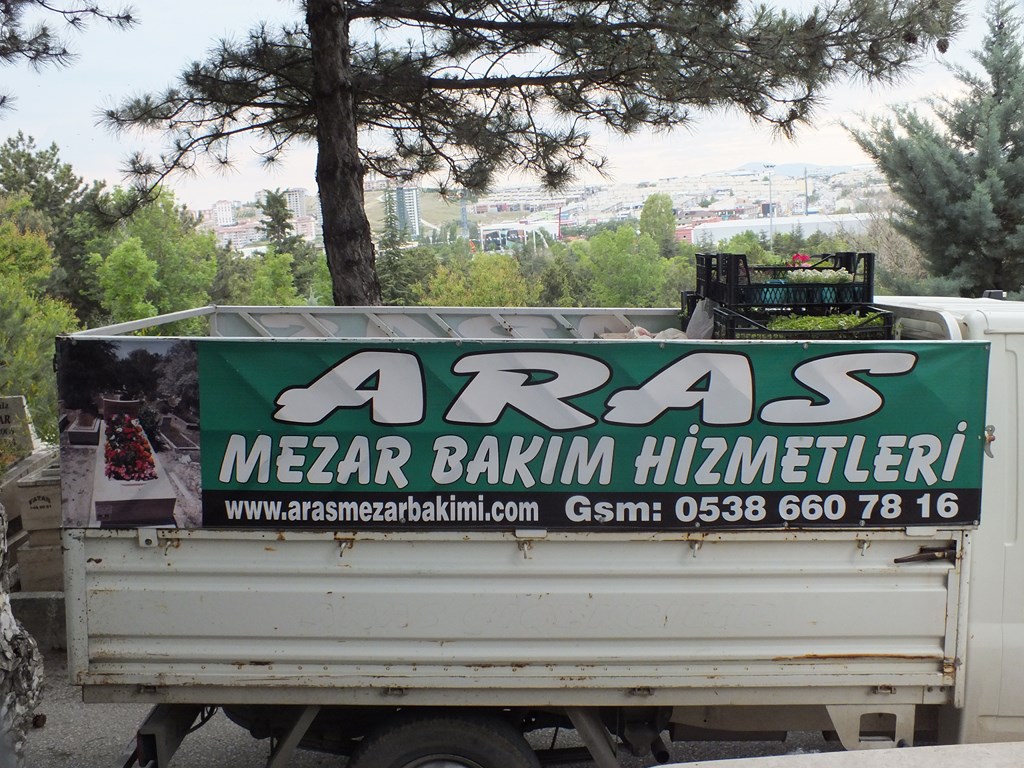 ARAS
MEZAR BAKIM HİZMETLERİ
www.arasmezarbakimi.com Gsm: 0538 660 78 16